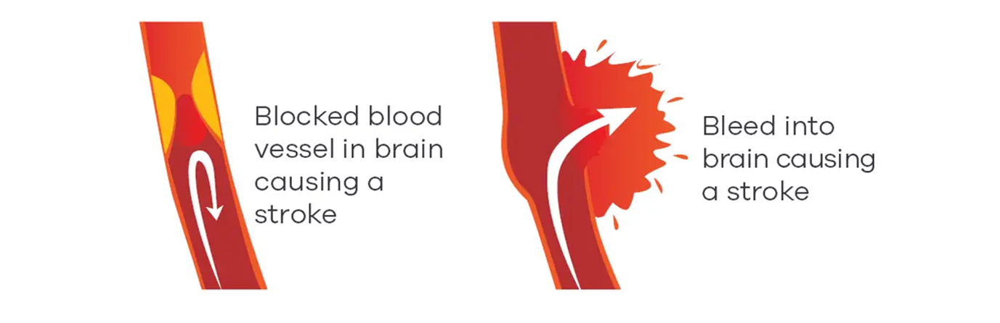 Blocked blood
vessel in brain
causing a
stroke
Bleed into
brain causing
a stroke